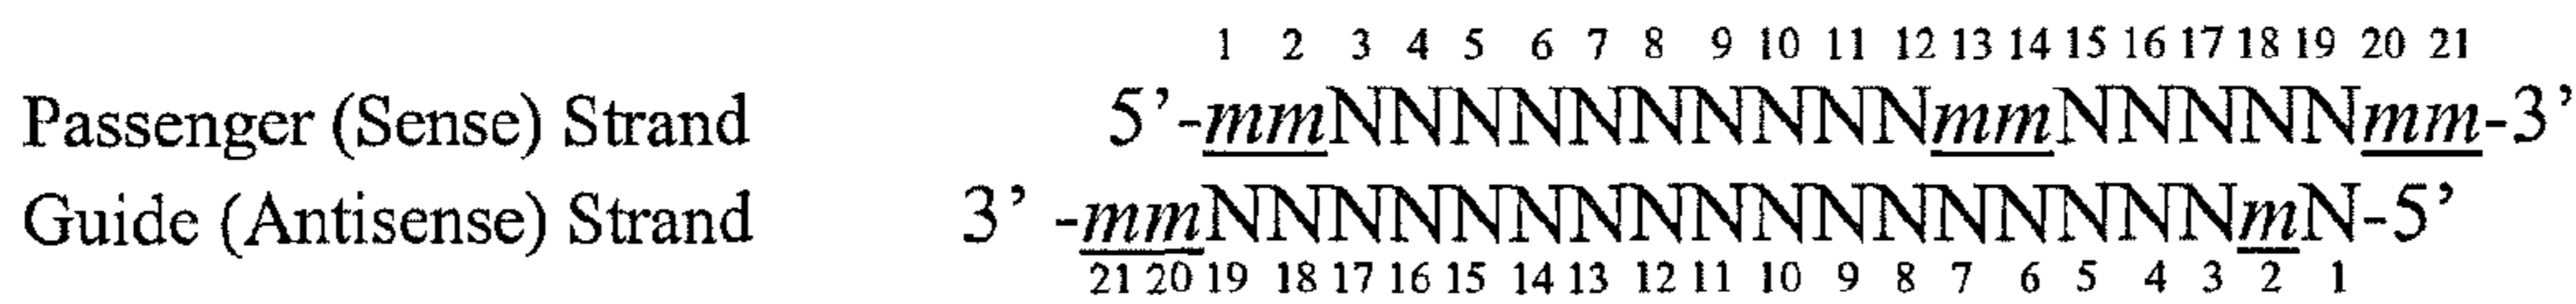 1 2 3 4 5 6 7 8 9 10 11 12 13 14 15 16 17 18 19 20 21
Passenger (Sense) Strand 5’-mmNNNNNNNNNNmmNNNNNmm-3’
Guide (Antisense) Strand 3’ -mmNNNNNNNNNNNNNNNNNmN-5’
21 20 19 18 17 16 15 14 13 12 11 10 9 8 7 6 5 4 3 2 1